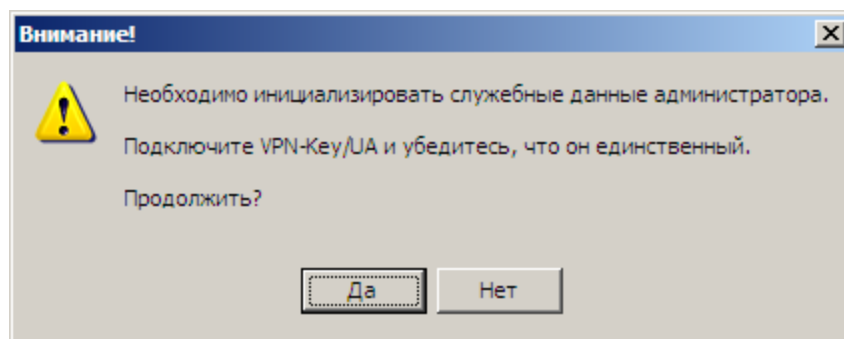 Внимание!
Необходимо инициализировать служебные данные администратора.
Подключите VPN-Key/UA и убедитесь, что он единственный.
Продолжить?
Да
Нет